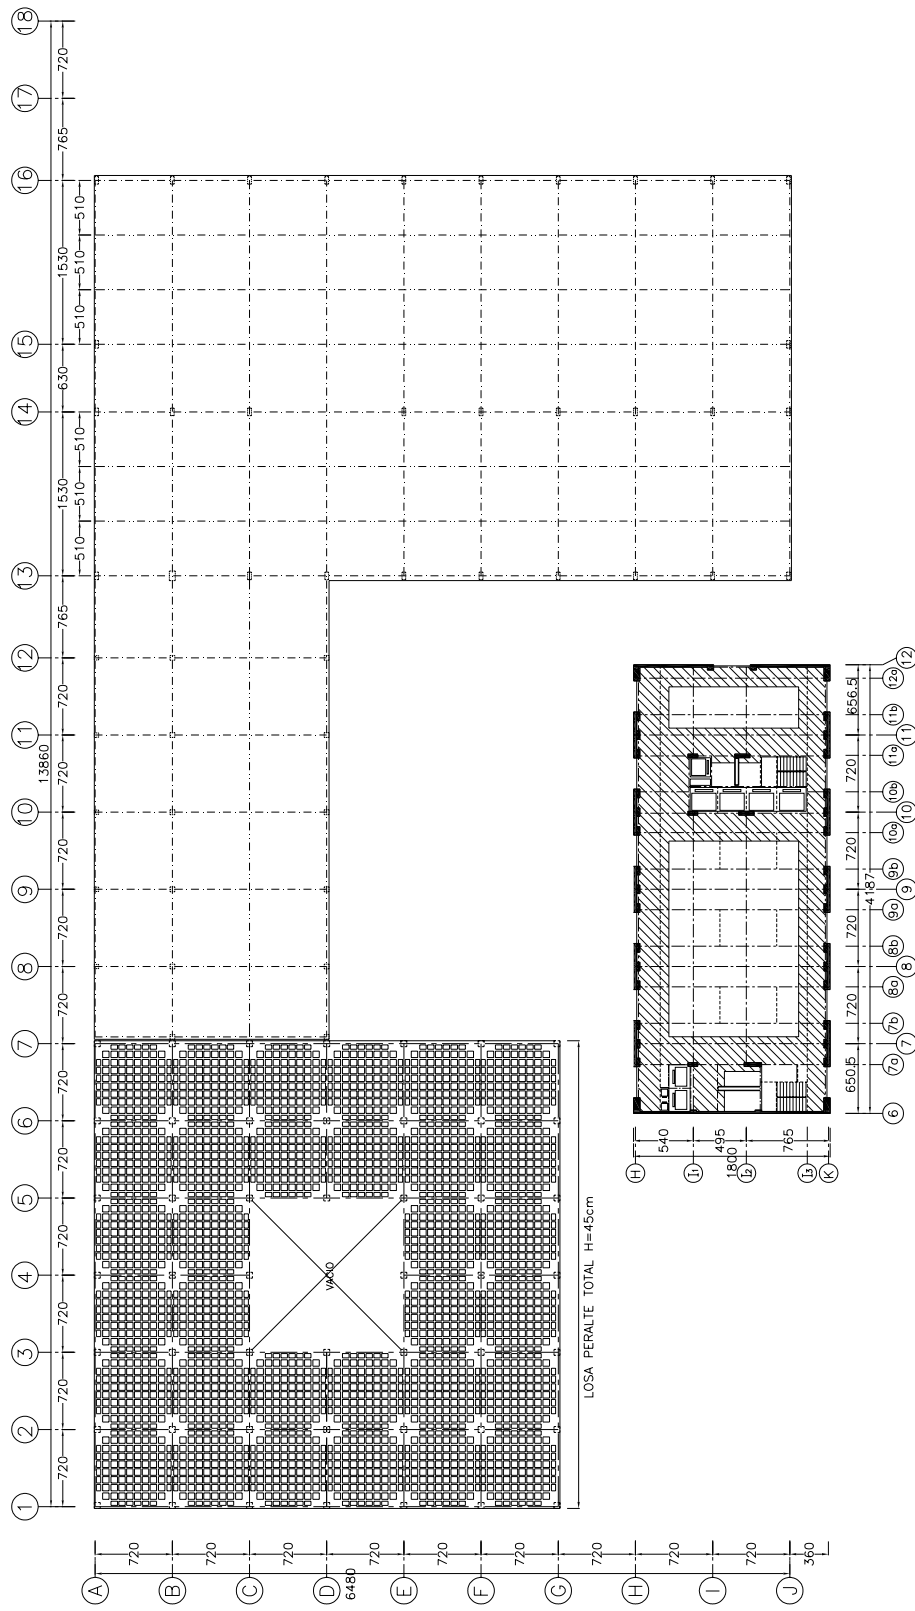 18
17
16
15
14
13
12
11
10
9
8
7
6
5
4
3
2
1
720
765
1530
630
1530
765
720
720
720
720
720
720
720
720
720
720
720
13860
510
510
510
510
510
510
A
B
C
D
E
F
G
H
I
J
720
720
720
720
720
720
720
720
720
360
6480
VACIO
LOSA PERALTE TOTAL H=45cm
12
12a
11b
11
11a
10b
10
10a
9b
9
9a
8b
8
8a
7b
7
7a
6
656.5
720
720
720
720
650.5
4187
H
I1
I2
I3
K
540
495
765
1800